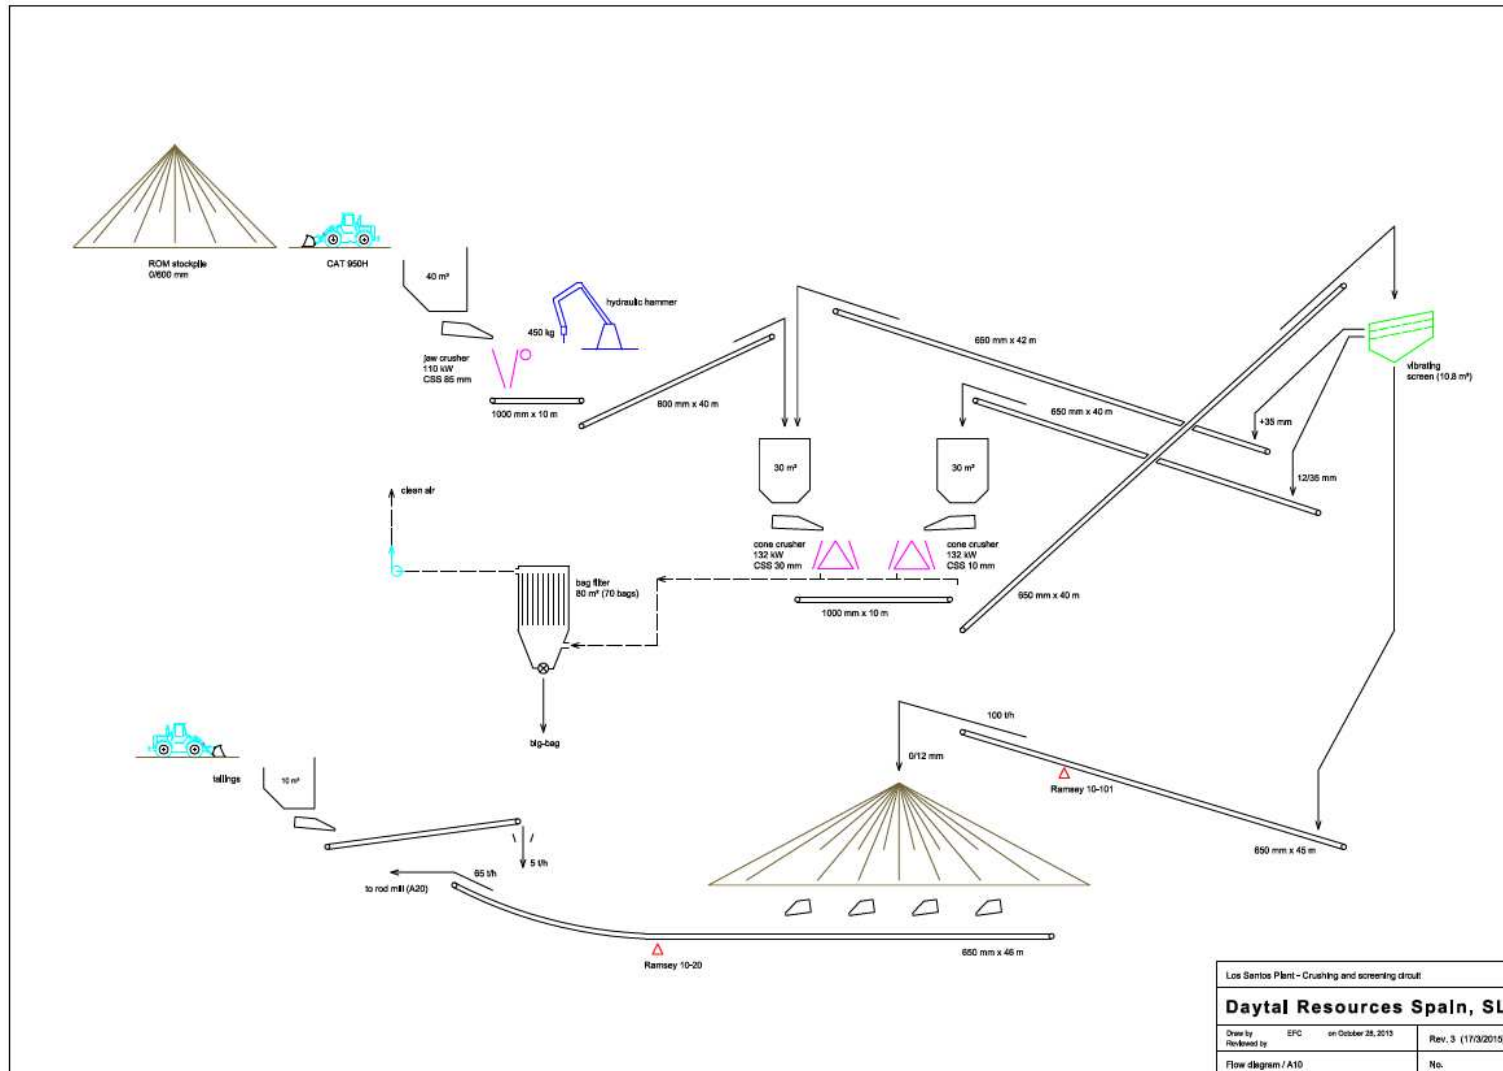 ROM stockpile
0/600 mm
CAT 950H
40 m³
hydraulic hammer
450 kg
jaw crusher
110 kW
CSS 85 mm
1000 mm x 10 m
800 mm x 40 m
650 mm x 42 m
650 mm x 40 m
vibrating
screen (10.8 m²)
+35 mm
12/35 mm
30 m³
30 m³
clean air
cone crusher
132 kW
CSS 30 mm
cone crusher
132 kW
CSS 10 mm
bag filter
80 m² (70 bags)
1000 mm x 10 m
650 mm x 40 m
big-bag
100 t/h
0/12 mm
Ramsey 10-101
650 mm x 45 m
tailings
10 m³
5 t/h
65 t/h
to rod mill (A20)
Ramsey 10-20
650 mm x 46 m
Los Santos Plant - Crushing and screening circuit
Daytal Resources Spain, SL
Draw by EFC on October 28, 2013
Reviewed by
Rev. 3 (17/3/2015)
Flow diagram / A10
No.